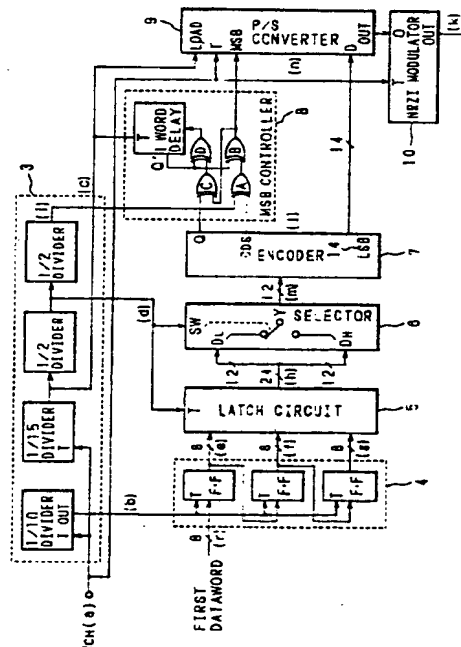 9
P/S
CONVERTER
LOAD
T
MSB
D
OUT
(n)
NRZI MODULATOR
T
OUT
(k)
10
3
1/10
DIVIDER
T OUT
1/15
DIVIDER
T
1/2
DIVIDER
1/2
DIVIDER
(i)
(c)
(d)
(b)
(a)
1 WORD
DELAY
T
Q'
D
C
B
A
MSB CONTROLLER
8
Q
ENCODER
CDS
14
LSB
(j)
14
7
12
(m)
SELECTOR
SW
DL
Y
DH
6
12
24
(h)
12
LATCH CIRCUIT
T
5
8
(e)
8
(f)
8
(g)
T
F·F
T
F·F
T
F·F
4
8
(r)
FIRST
DATAWORD